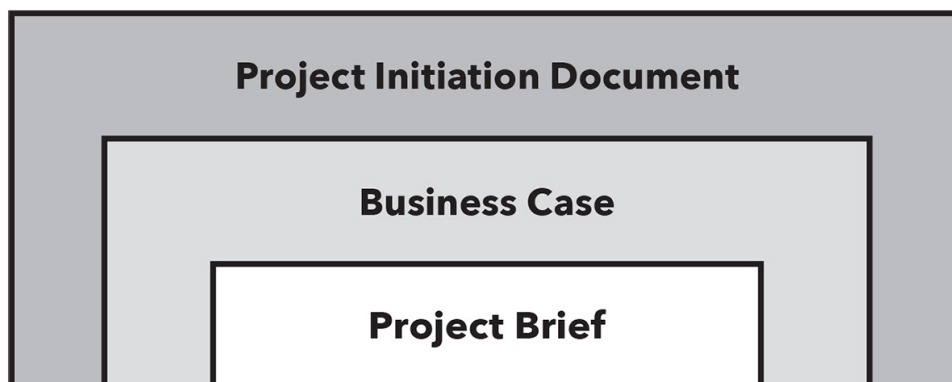 Project Initiation Document
Business Case
Project Brief